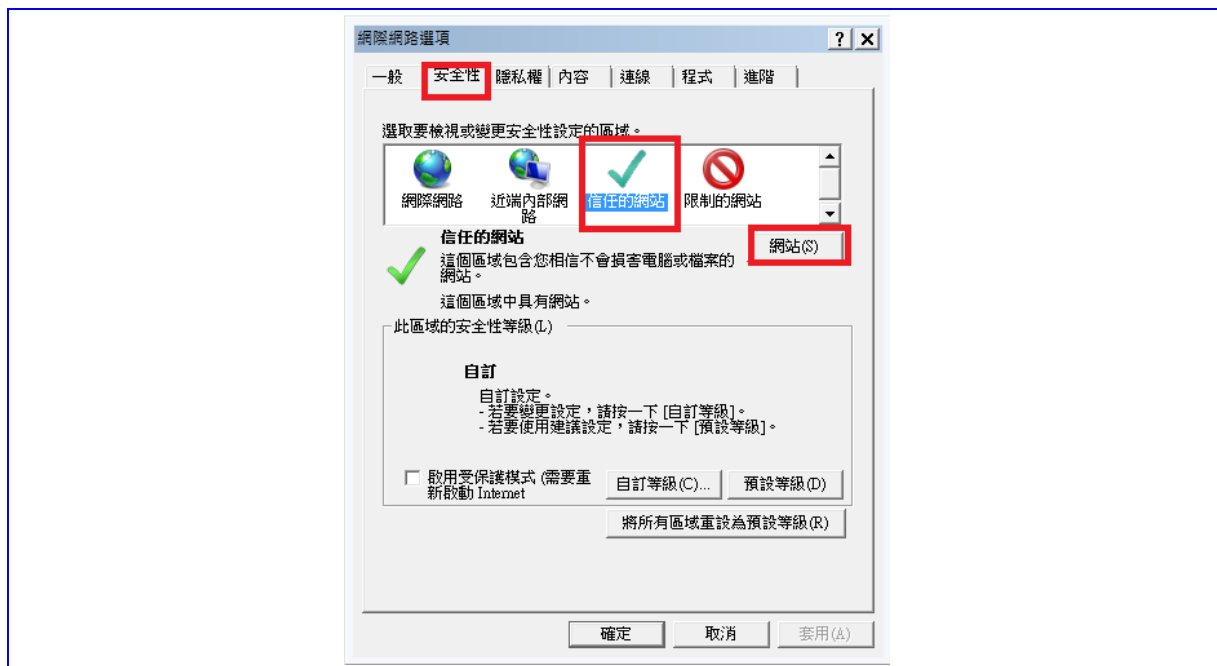 網際網路選項
一般 安全性 隱私權 內容 連線 程式 進階
選取要檢視或變更安全性設定的區域。
網際網路 近端內部網路 信任的網站 限制的網站
信任的網站
網站(S)
這個區域包含您相信不會損害電腦或檔案的
網站。
這個區域中具有網站。
此區域的安全性等級(L)
自訂
自訂設定。
- 若要變更設定，請按一下 [自訂等級]。
- 若要使用建議設定，請按一下 [預設等級]。
啟用受保護模式 (需要重
新啟動 Internet
自訂等級(C)... 預設等級(D)
將所有區域重設為預設等級(R)
確定 取消 套用(A)